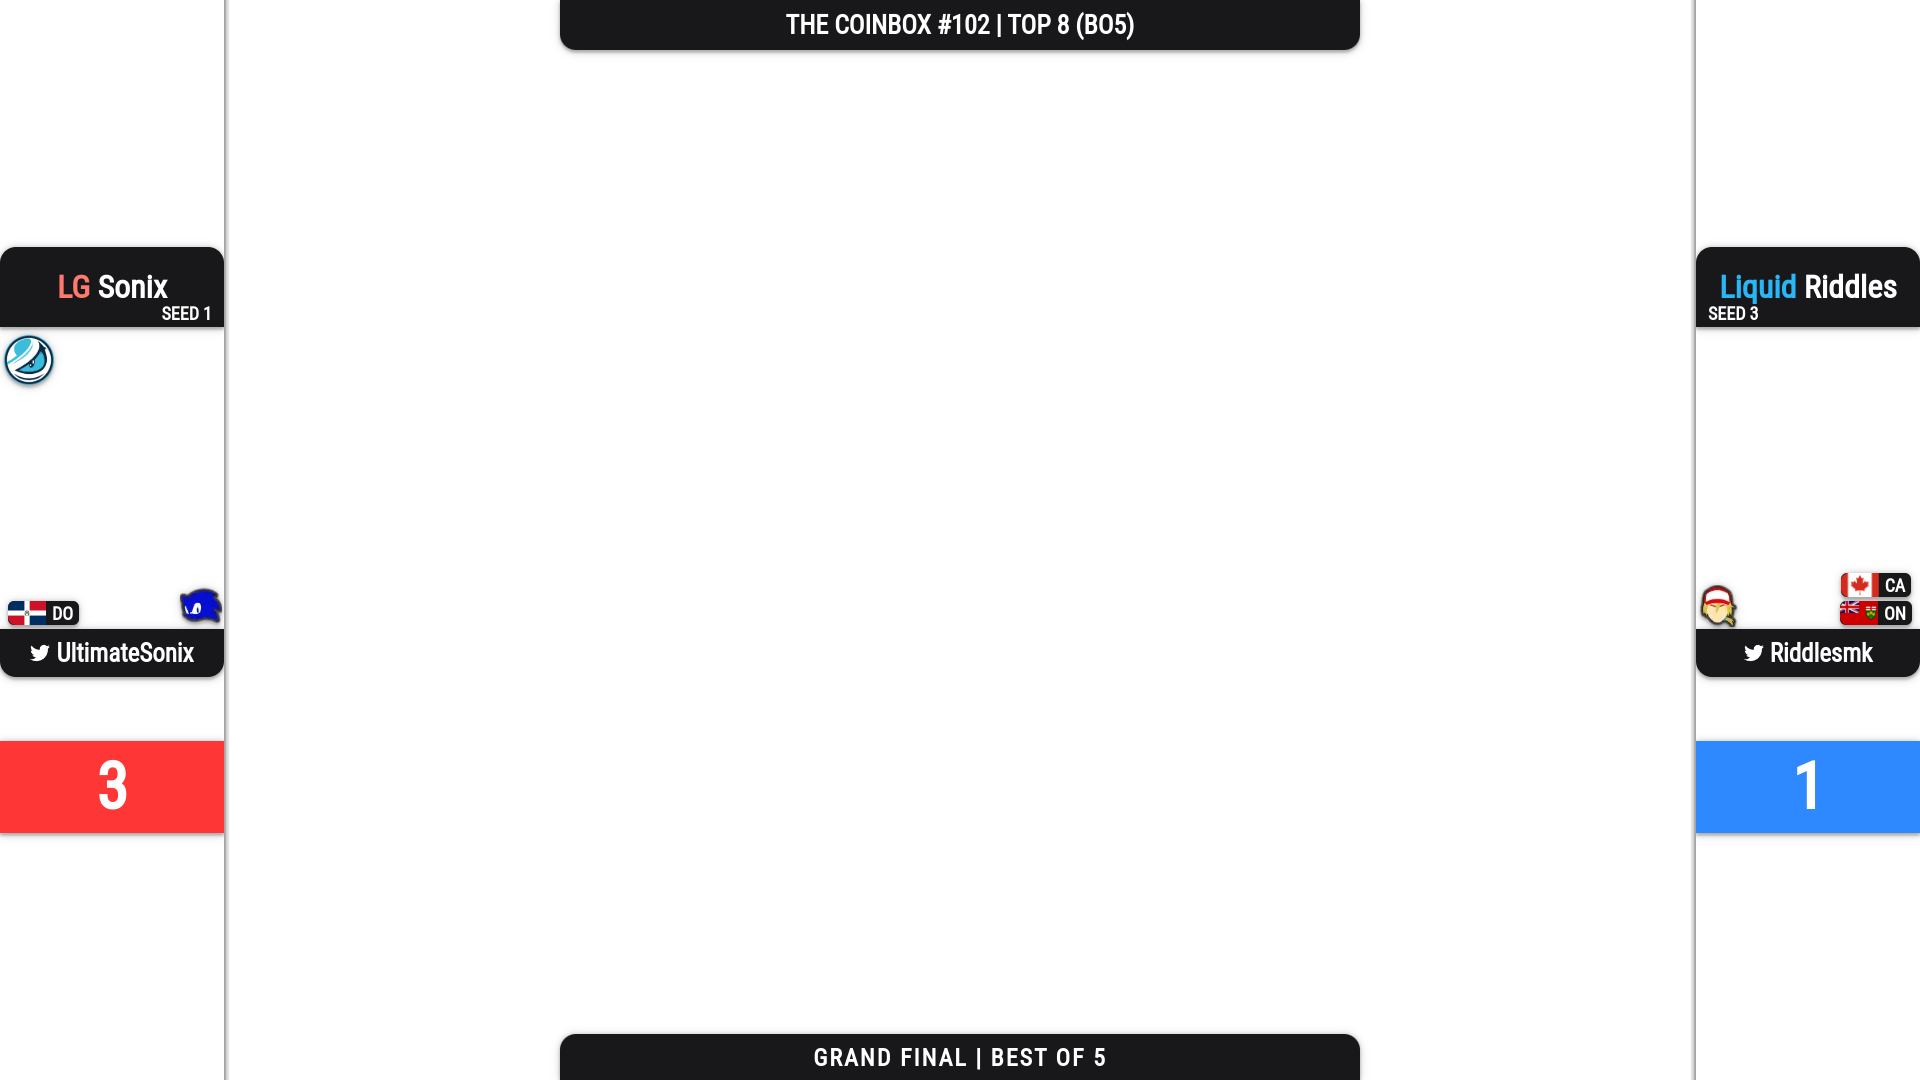 THE COINBOX #102 | TOP 8 (BO5)
LG Sonix
SEED 1
DO
UltimateSonix
3
Liquid Riddles
SEED 3
CA
ON
Riddlesmk
1
GRAND FINAL | BEST OF 5